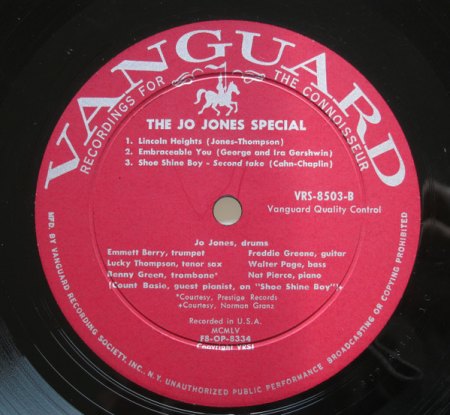 VANGUARD
RECORDINGS FOR THE CONNOISSEUR
THE JO JONES SPECIAL
1. Lincoln Heights (Jones-Thompson)
2. Embraceable You (George and Ira Gershwin)
3. Shoe Shine Boy - Second take (Cahn-Chaplin)
VRS-8503-B
Vanguard Quality Control
Jo Jones, drums
Emmett Berry, trumpet Freddie Greene, guitar
Lucky Thompson, tenor sax Walter Page, bass
Benny Green, trombone* Nat Pierce, piano
(Count Basie, guest pianist, on "Shoe Shine Boy")+
*Courtesy, Prestige Records
+Courtesy, Norman Granz
Recorded in U.S.A.
MCMLV
F8-OP-8334
Copyright VRSI
MFD. BY VANGUARD RECORDING SOCIETY, INC., N.Y. UNAUTHORIZED PUBLIC PERFORMANCE BROADCASTING OR COPYING PROHIBITED